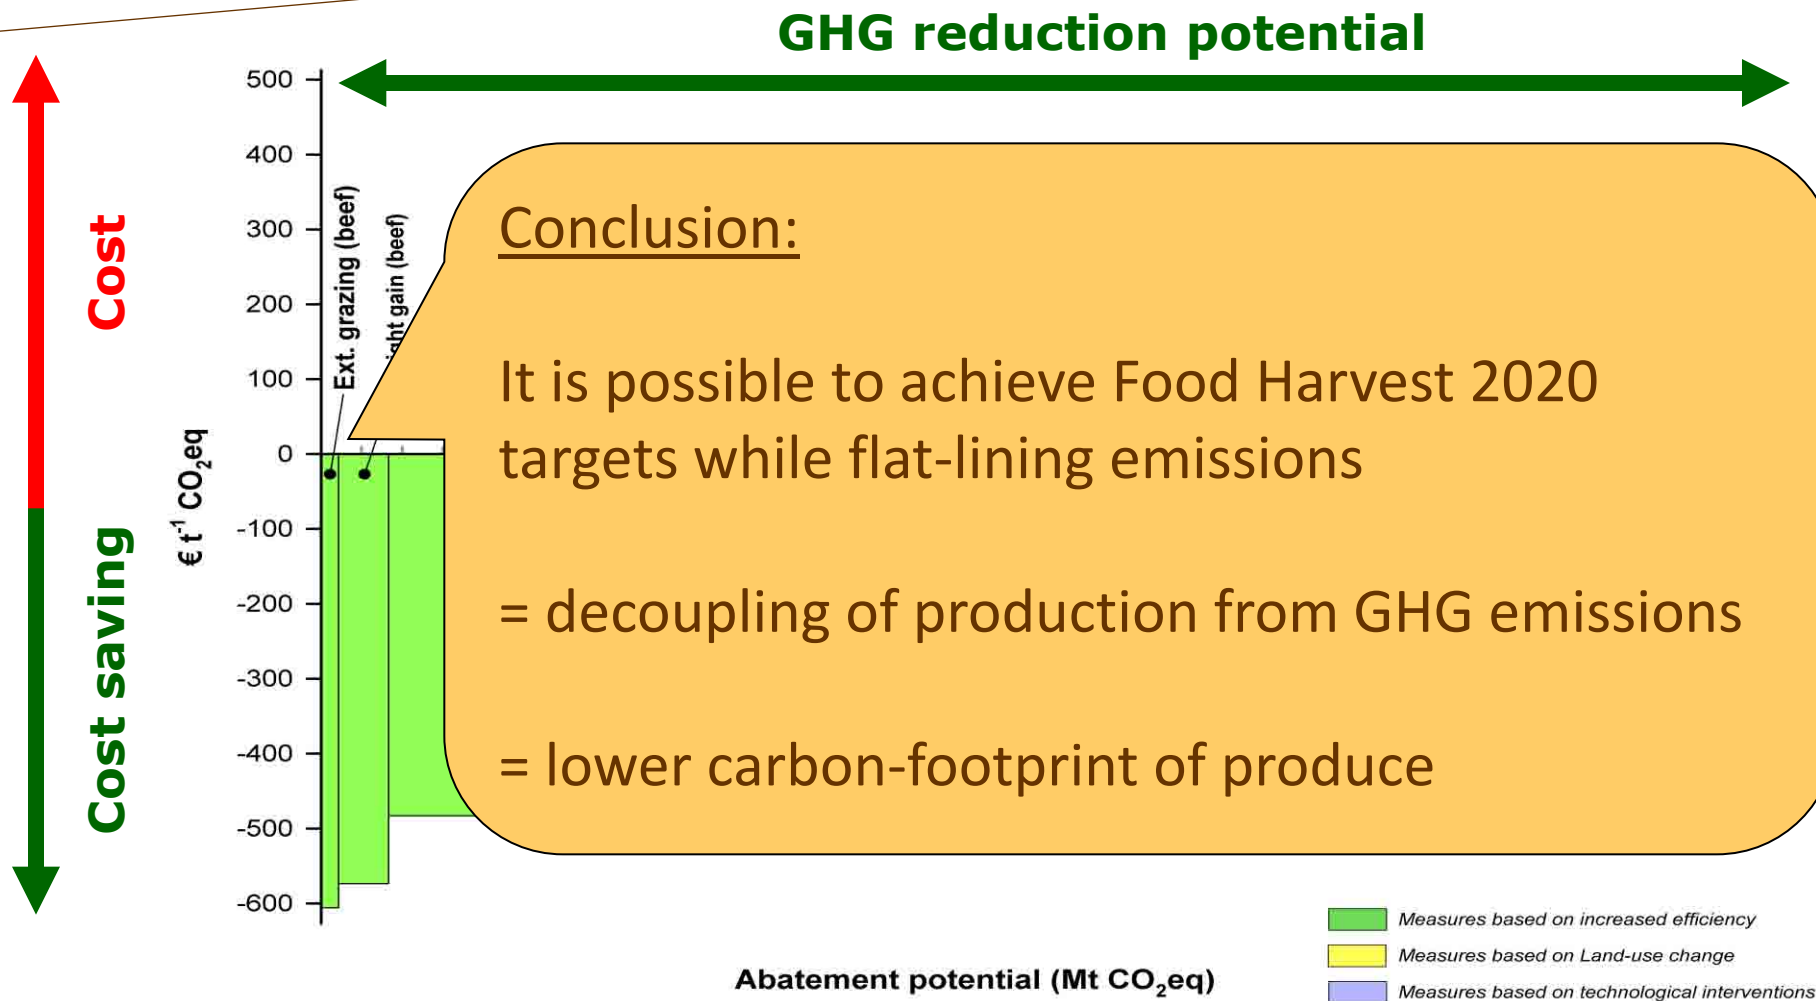 GHG reduction potential
Cost
Cost saving
€ t⁻¹ CO₂eq
500
400
300
200
100
0
-100
-200
-300
-400
-500
-600
Ext. grazing (beef)
gain (beef)
Conclusion:
It is possible to achieve Food Harvest 2020
targets while flat-lining emissions
= decoupling of production from GHG emissions
= lower carbon-footprint of produce
Abatement potential (Mt CO₂eq)
Measures based on increased efficiency
Measures based on Land-use change
Measures based on technological interventions